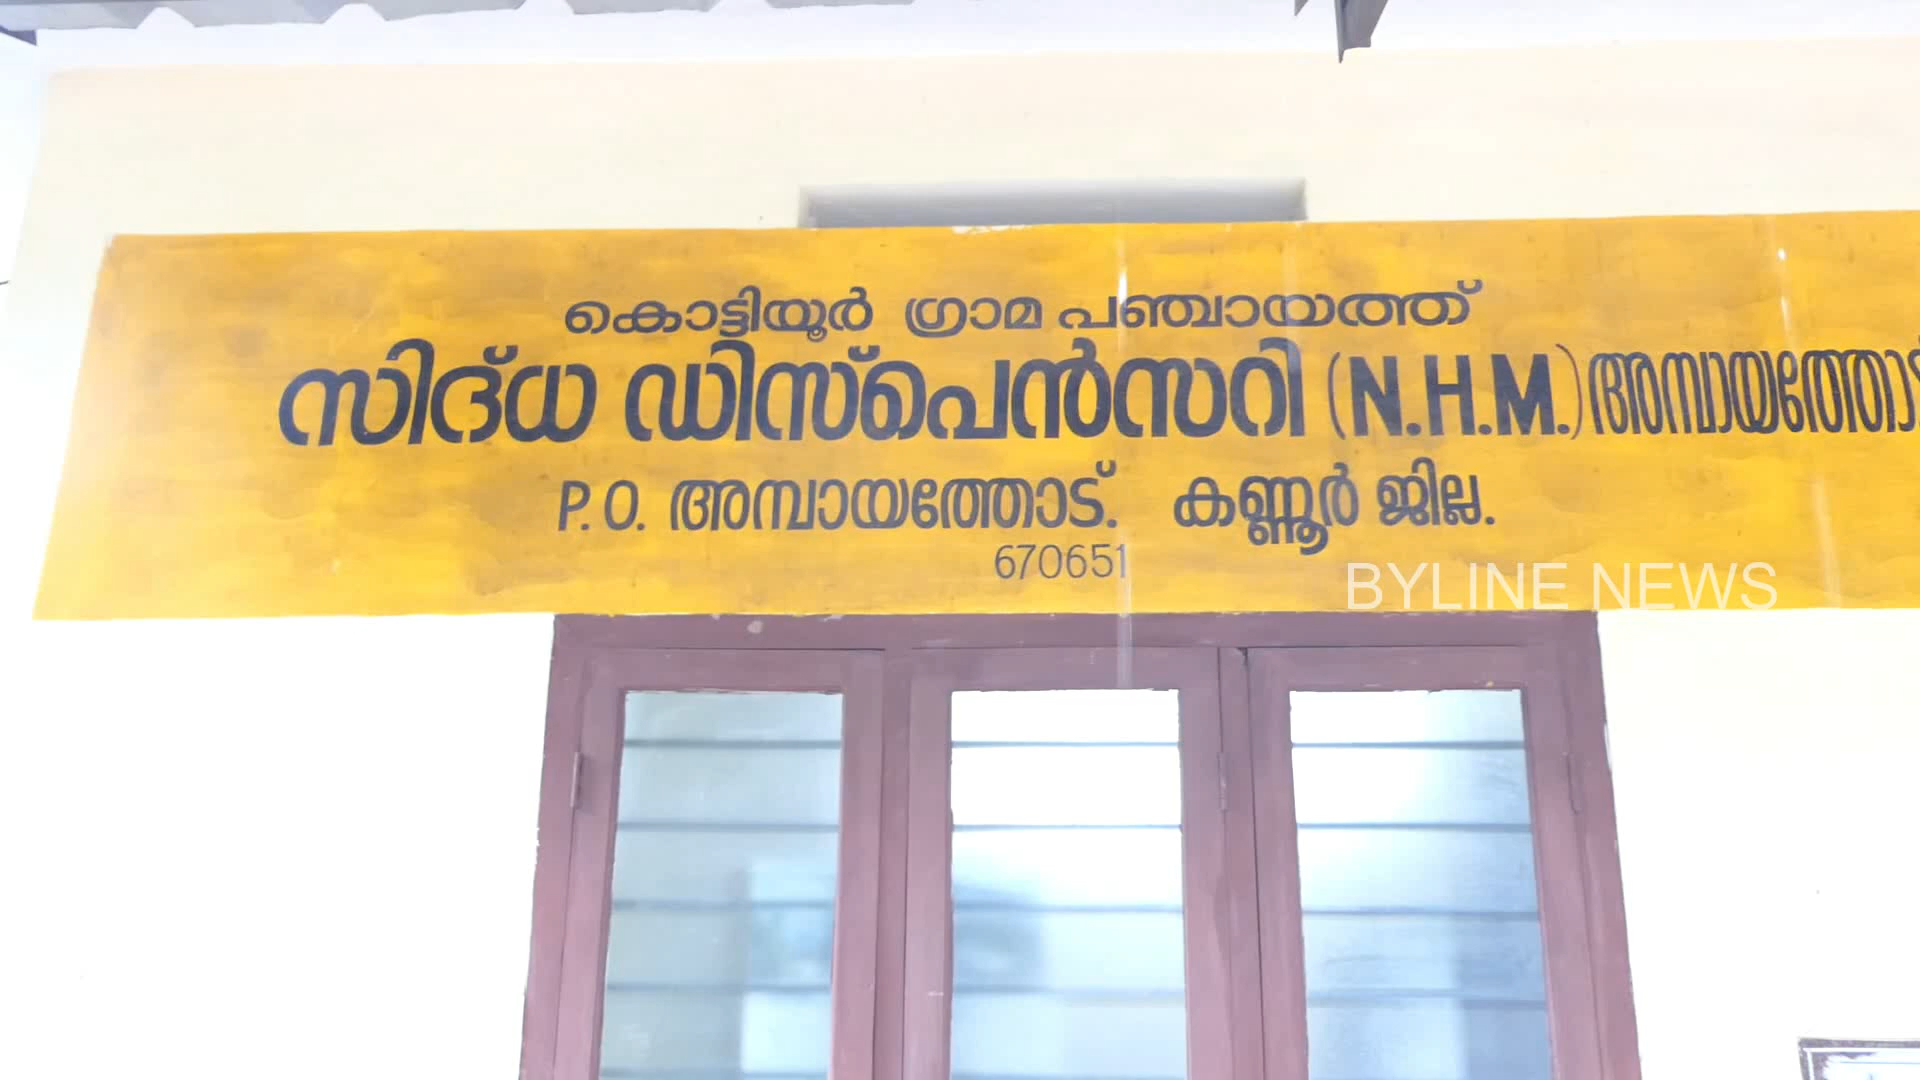 കൊട്ടിയൂർ ഗ്രാമ പഞ്ചായത്ത്
സിദ്ധ ഡിസ്പെൻസറി (N.H.M.)
P.O. അമ്പായത്തോട്. കണ്ണൂർ ജില്ല.
670651
BYLINE NEWS